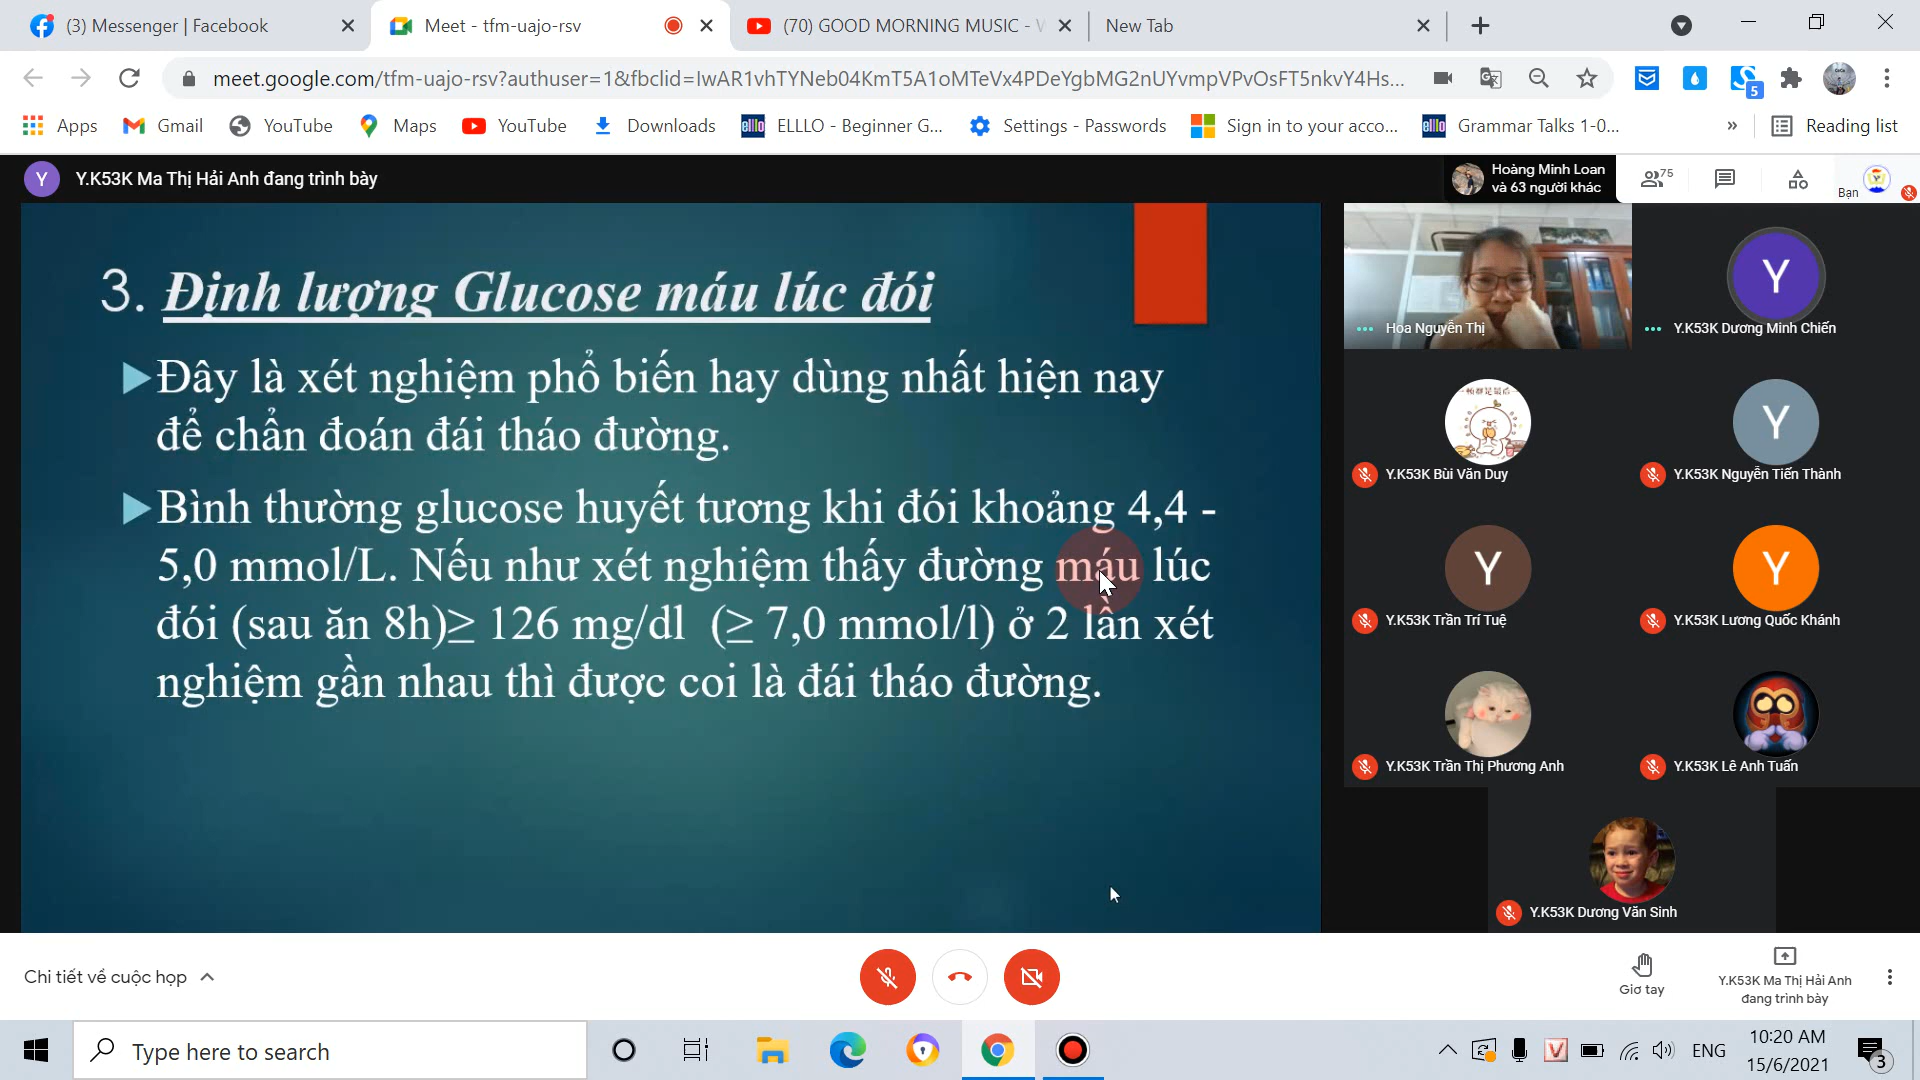 (3) Messenger | Facebook
Meet - tfm-uajo-rsv
(70) GOOD MORNING MUSIC -
New Tab
meet.google.com/tfm-uajo-rsv?authuser=1&fbclid=IwAR1vhTYNeb04KmT5A1oMTeVx4PDeYgbMG2nUYvmpVPvOsFT5nkvY4Hs...
5
Apps
Gmail
YouTube
Maps
YouTube
Downloads
elllo
ELLLO - Beginner G...
Settings - Passwords
Sign in to your acco...
elllo
Grammar Talks 1-0...
»
Reading list
Y
Y.K53K Ma Thị Hải Anh đang trình bày
Hoàng Minh Loan
và 63 người khác
75
Bạn
3. Định lượng Glucose máu lúc đói
Đây là xét nghiệm phổ biến hay dùng nhất hiện nay
để chẩn đoán đái tháo đường.
Bình thường glucose huyết tương khi đói khoảng 4,4 -
5,0 mmol/L. Nếu như xét nghiệm thấy đường máu lúc
đói (sau ăn 8h)≥ 126 mg/dl (≥ 7,0 mmol/l) ở 2 lần xét
nghiệm gần nhau thì được coi là đái tháo đường.
Hoa Nguyễn Thị
Y
Y.K53K Dương Minh Chiến
Y.K53K Bùi Văn Duy
Y
Y.K53K Nguyễn Tiến Thành
Y
Y.K53K Trần Trí Tuệ
Y
Y.K53K Lương Quốc Khánh
Y.K53K Trần Thị Phương Anh
Y.K53K Lê Anh Tuấn
Y.K53K Dương Văn Sinh
Chi tiết về cuộc họp
Giơ tay
Y.K53K Ma Thị Hải Anh
đang trình bày
Type here to search
V
ENG
10:20 AM
15/6/2021
3